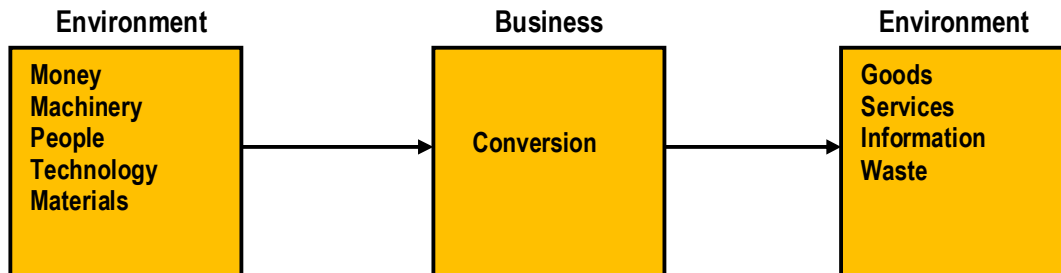 Environment
Business
Environment
Money
Machinery
People
Technology
Materials
Conversion
Goods
Services
Information
Waste